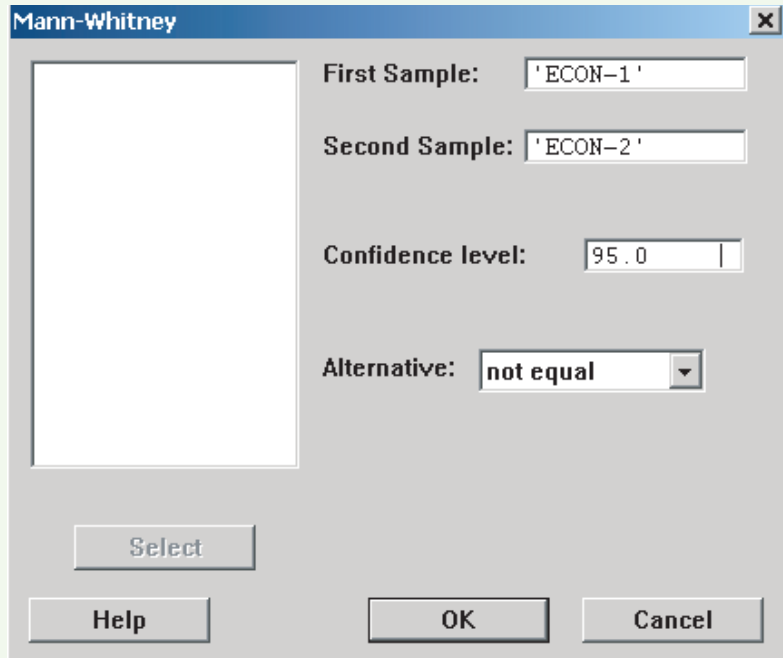 Mann-Whitney
First Sample: 'ECON–1'
Second Sample: 'ECON–2'
Confidence level: 95.0
Alternative: not equal
Select
Help OK Cancel